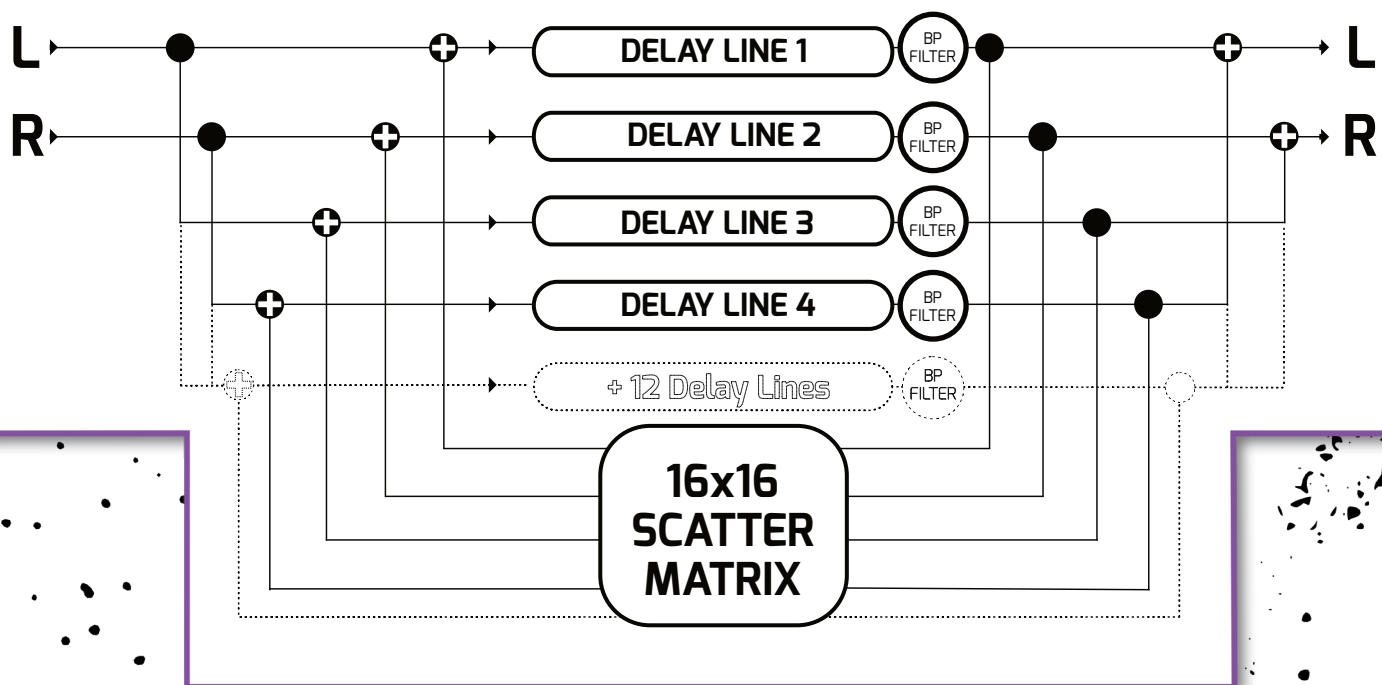 L
DELAY LINE 1
BP
FILTER
L
R
DELAY LINE 2
BP
FILTER
R
DELAY LINE 3
BP
FILTER
DELAY LINE 4
BP
FILTER
+ 12 Delay Lines
BP
FILTER
16x16
SCATTER
MATRIX